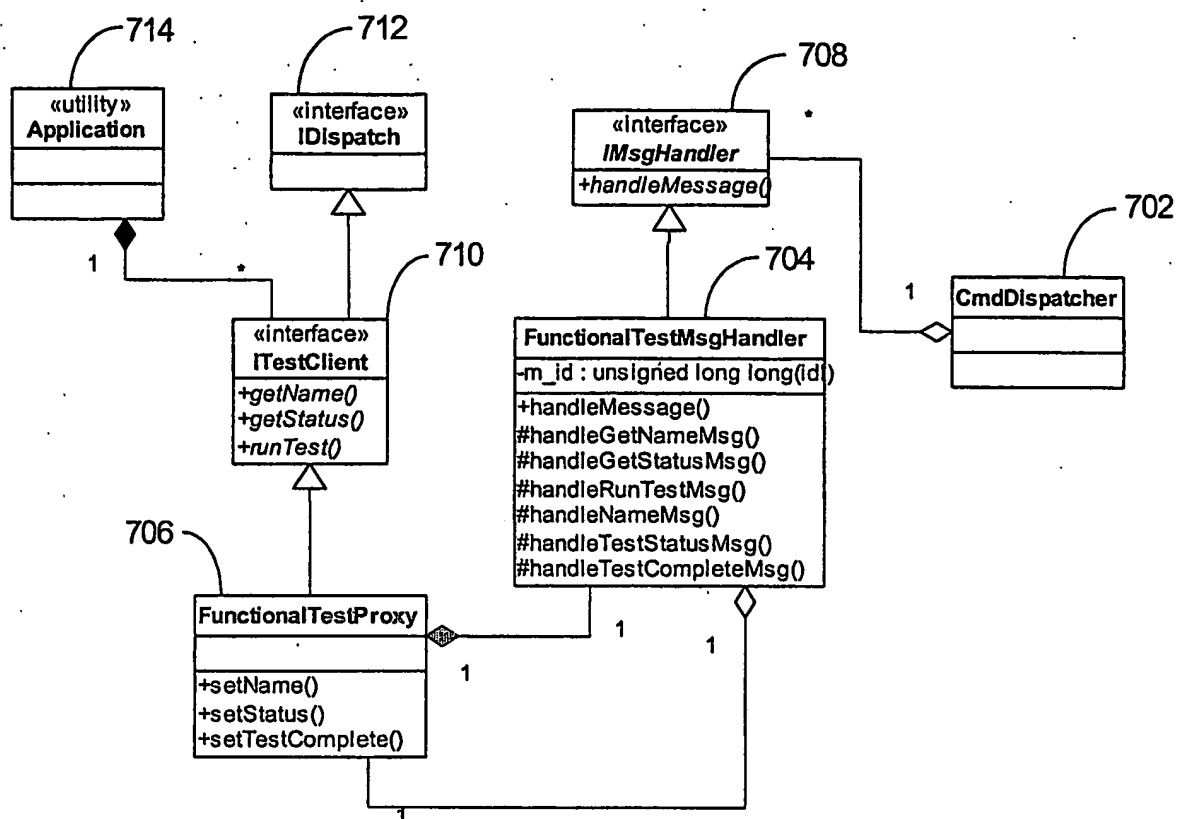 714
«utility»
Application
712
«interface»
IDispatch
708
«interface»
IMsgHandler
+handleMessage()
*
702
CmdDispatcher
1
1
*
710
«interface»
ITestClient
+getName()
+getStatus()
+runTest()
704
FunctionalTestMsgHandler
-m_id : unsigned long long(idl)
+handleMessage()
#handleGetNameMsg()
#handleGetStatusMsg()
#handleRunTestMsg()
#handleNameMsg()
#handleTestStatusMsg()
#handleTestCompleteMsg()
706
FunctionalTestProxy
+setName()
+setStatus()
+setTestComplete()
1
1
1
1